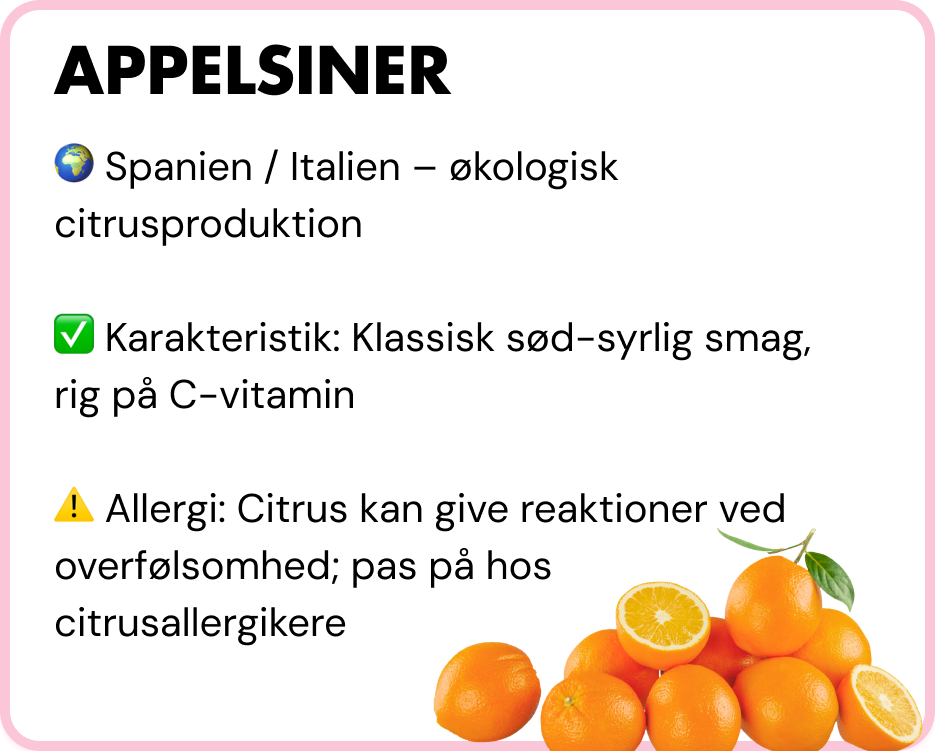 APPELSINER
🌍 Spanien / Italien – økologisk
citrusproduktion
✅ Karakteristik: Klassisk sød-syrlig smag,
rig på C-vitamin
⚠️ Allergi: Citrus kan give reaktioner ved
overfølsomhed; pas på hos
citrusallergikere